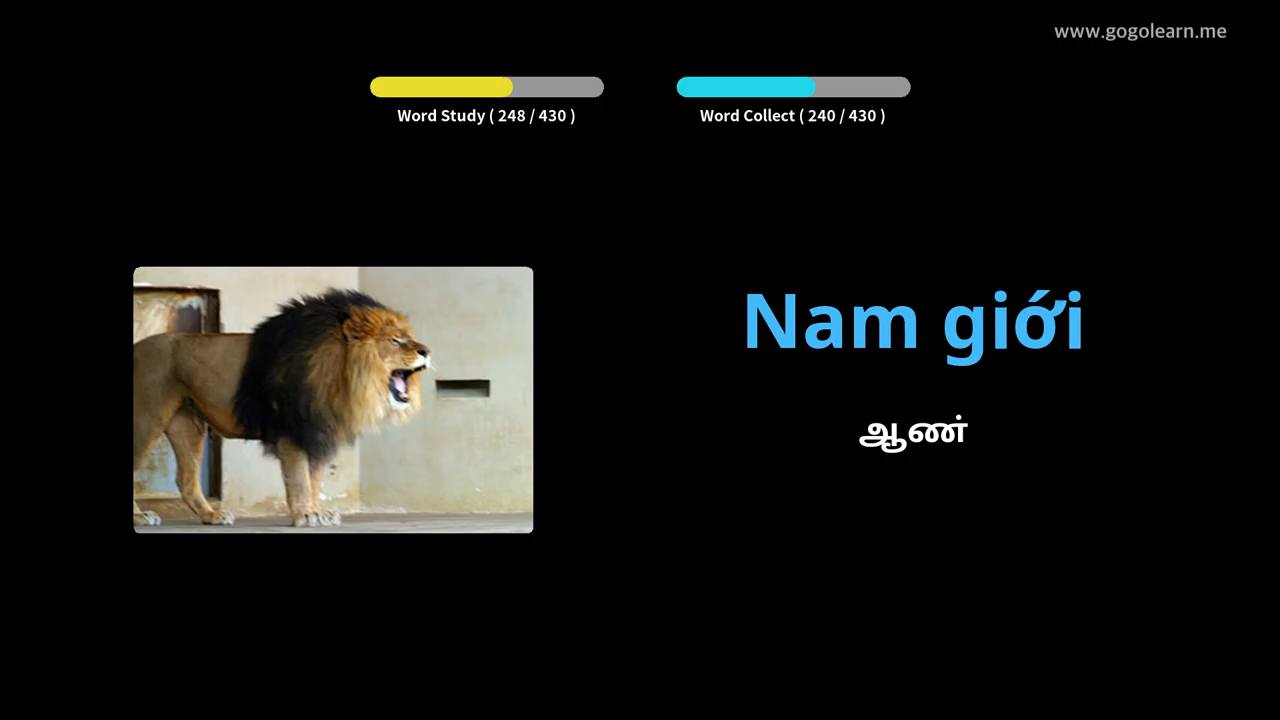 www.gogolearn.me
Word Study ( 248 / 430 )
Word Collect ( 240 / 430 )
Nam giới
ஆண்